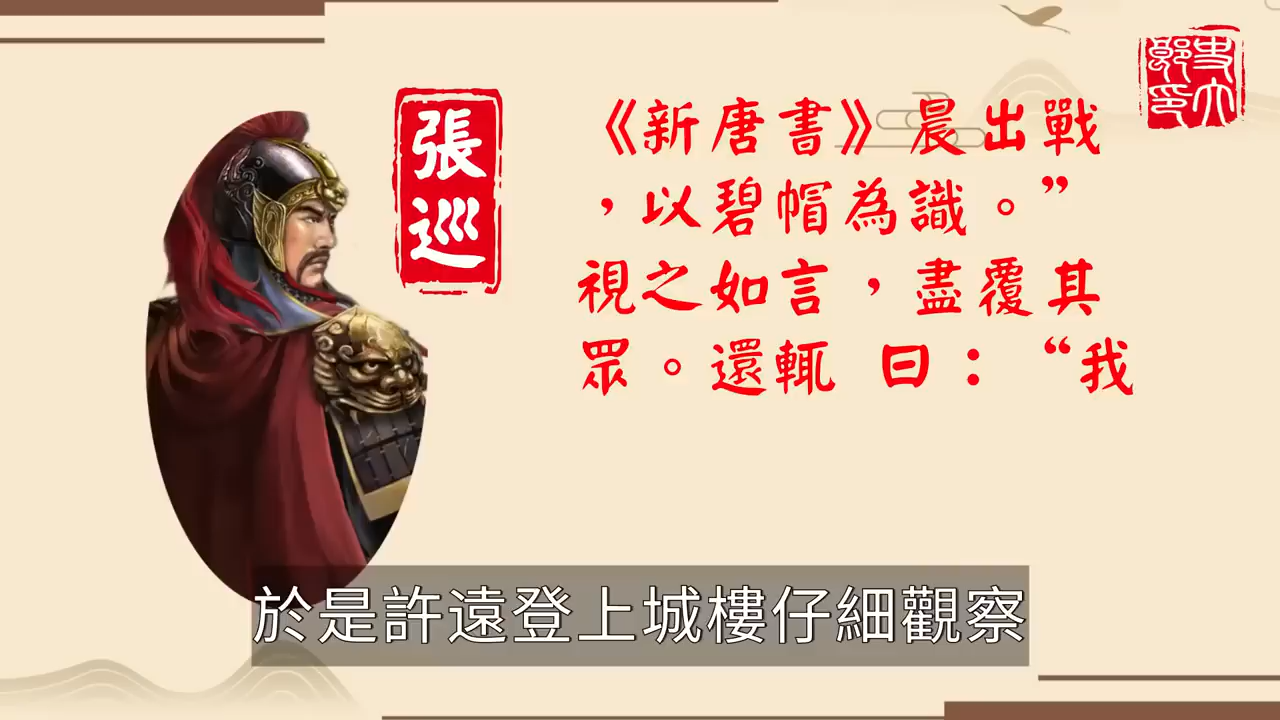 張巡
《新唐書》晨出戰
，以碧帽為識。”
視之如言，盡覆其
眾。還輒 曰：“我
於是許遠登上城樓仔細觀察